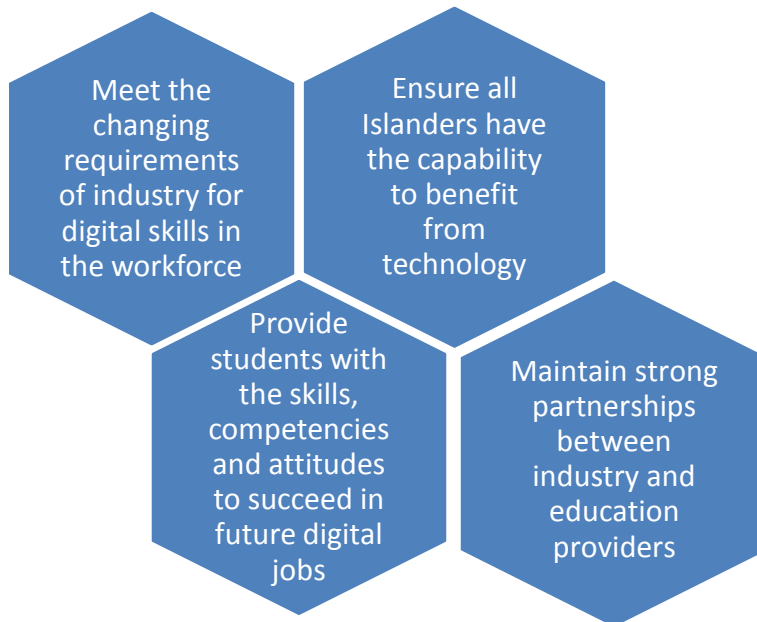 Meet the
changing
requirements
of industry for
digital skills in
the workforce
Ensure all
Islanders have
the capability
to benefit
from
technology
Provide
students with
the skills,
competencies
and attitudes
to succeed in
future digital
jobs
Maintain strong
partnerships
between
industry and
education
providers